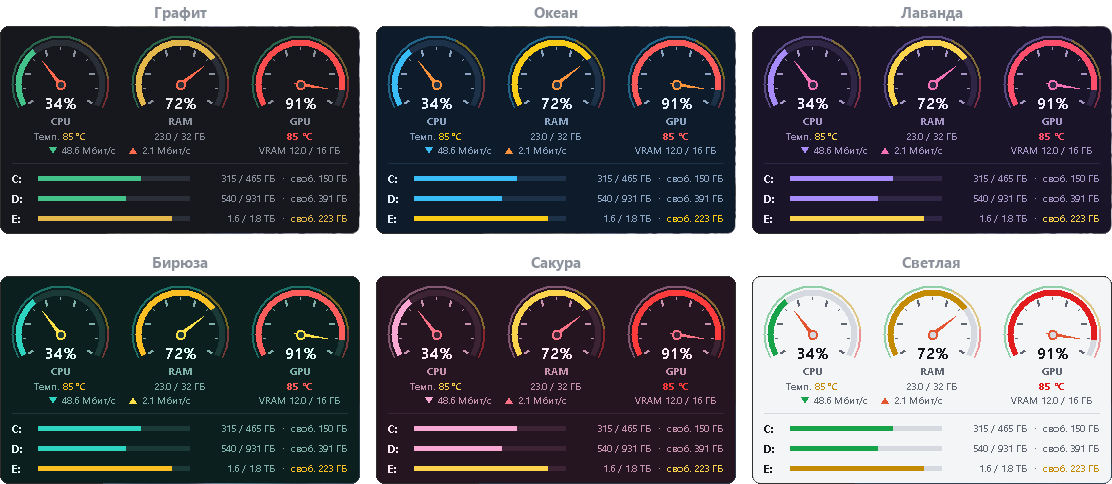 Графит
34% 72% 91%
CPU RAM GPU
Темп. 85 °C 23.0 / 32 ГБ 85 °C
▼ 48.6 Мбит/с ▲ 2.1 Мбит/с VRAM 12.0 / 16 ГБ
C: 315 / 465 ГБ · своб. 150 ГБ
D: 540 / 931 ГБ · своб. 391 ГБ
E: 1.6 / 1.8 ТБ · своб. 223 ГБ
Океан
34% 72% 91%
CPU RAM GPU
Темп. 85 °C 23.0 / 32 ГБ 85 °C
▼ 48.6 Мбит/с ▲ 2.1 Мбит/с VRAM 12.0 / 16 ГБ
C: 315 / 465 ГБ · своб. 150 ГБ
D: 540 / 931 ГБ · своб. 391 ГБ
E: 1.6 / 1.8 ТБ · своб. 223 ГБ
Лаванда
34% 72% 91%
CPU RAM GPU
Темп. 85 °C 23.0 / 32 ГБ 85 °C
▼ 48.6 Мбит/с ▲ 2.1 Мбит/с VRAM 12.0 / 16 ГБ
C: 315 / 465 ГБ · своб. 150 ГБ
D: 540 / 931 ГБ · своб. 391 ГБ
E: 1.6 / 1.8 ТБ · своб. 223 ГБ
Бирюза
34% 72% 91%
CPU RAM GPU
Темп. 85 °C 23.0 / 32 ГБ 85 °C
▼ 48.6 Мбит/с ▲ 2.1 Мбит/с VRAM 12.0 / 16 ГБ
C: 315 / 465 ГБ · своб. 150 ГБ
D: 540 / 931 ГБ · своб. 391 ГБ
E: 1.6 / 1.8 ТБ · своб. 223 ГБ
Сакура
34% 72% 91%
CPU RAM GPU
Темп. 85 °C 23.0 / 32 ГБ 85 °C
▼ 48.6 Мбит/с ▲ 2.1 Мбит/с VRAM 12.0 / 16 ГБ
C: 315 / 465 ГБ · своб. 150 ГБ
D: 540 / 931 ГБ · своб. 391 ГБ
E: 1.6 / 1.8 ТБ · своб. 223 ГБ
Светлая
34% 72% 91%
CPU RAM GPU
Темп. 85 °C 23.0 / 32 ГБ 85 °C
▼ 48.6 Мбит/с ▲ 2.1 Мбит/с VRAM 12.0 / 16 ГБ
C: 315 / 465 ГБ · своб. 150 ГБ
D: 540 / 931 ГБ · своб. 391 ГБ
E: 1.6 / 1.8 ТБ · своб. 223 ГБ